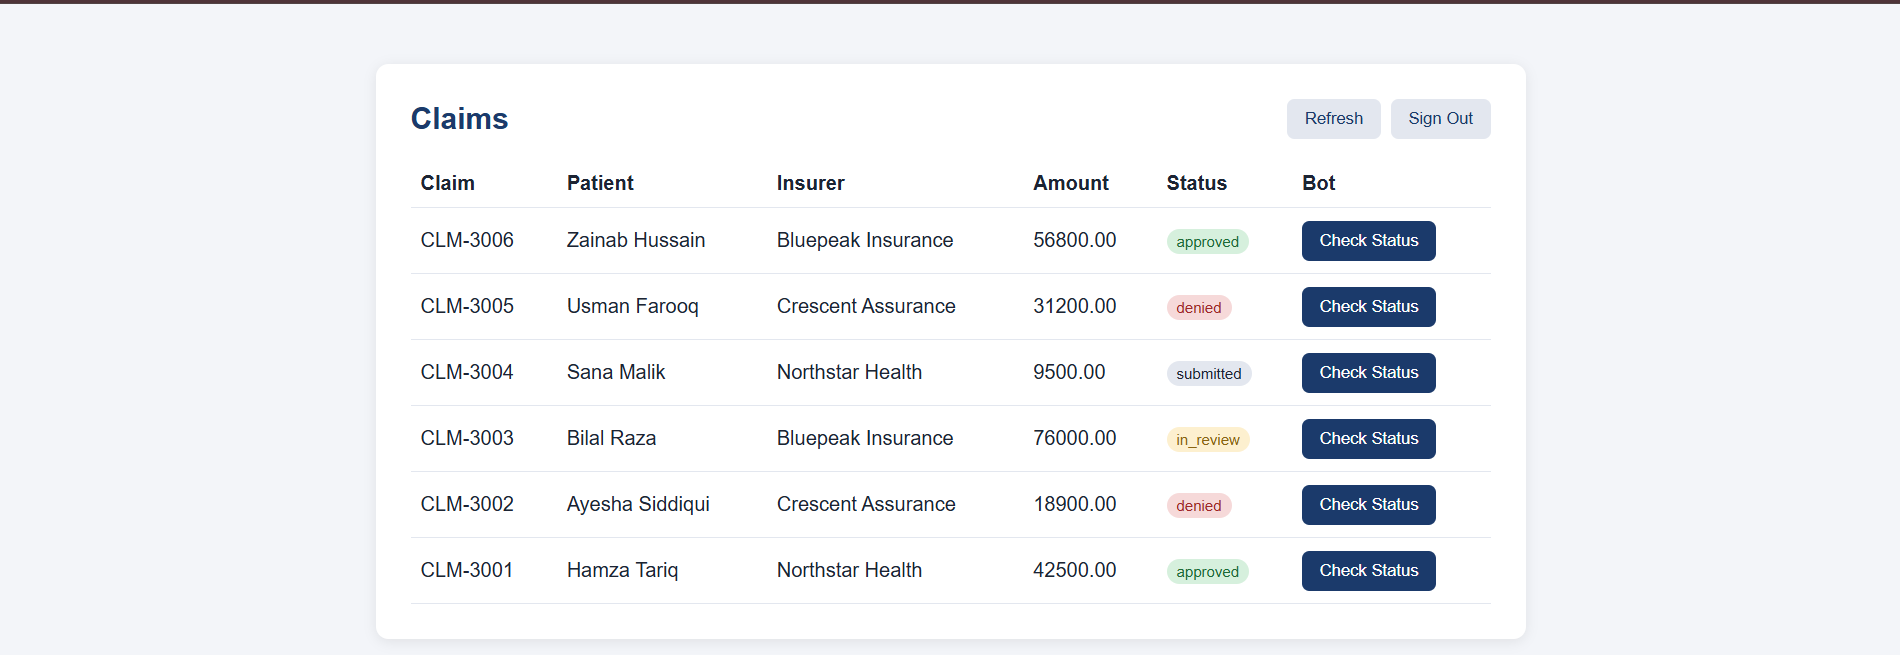 Claims Refresh Sign Out
Claim Patient Insurer Amount Status Bot
CLM-3006 Zainab Hussain Bluepeak Insurance 56800.00 approved Check Status
CLM-3005 Usman Farooq Crescent Assurance 31200.00 denied Check Status
CLM-3004 Sana Malik Northstar Health 9500.00 submitted Check Status
CLM-3003 Bilal Raza Bluepeak Insurance 76000.00 in_review Check Status
CLM-3002 Ayesha Siddiqui Crescent Assurance 18900.00 denied Check Status
CLM-3001 Hamza Tariq Northstar Health 42500.00 approved Check Status